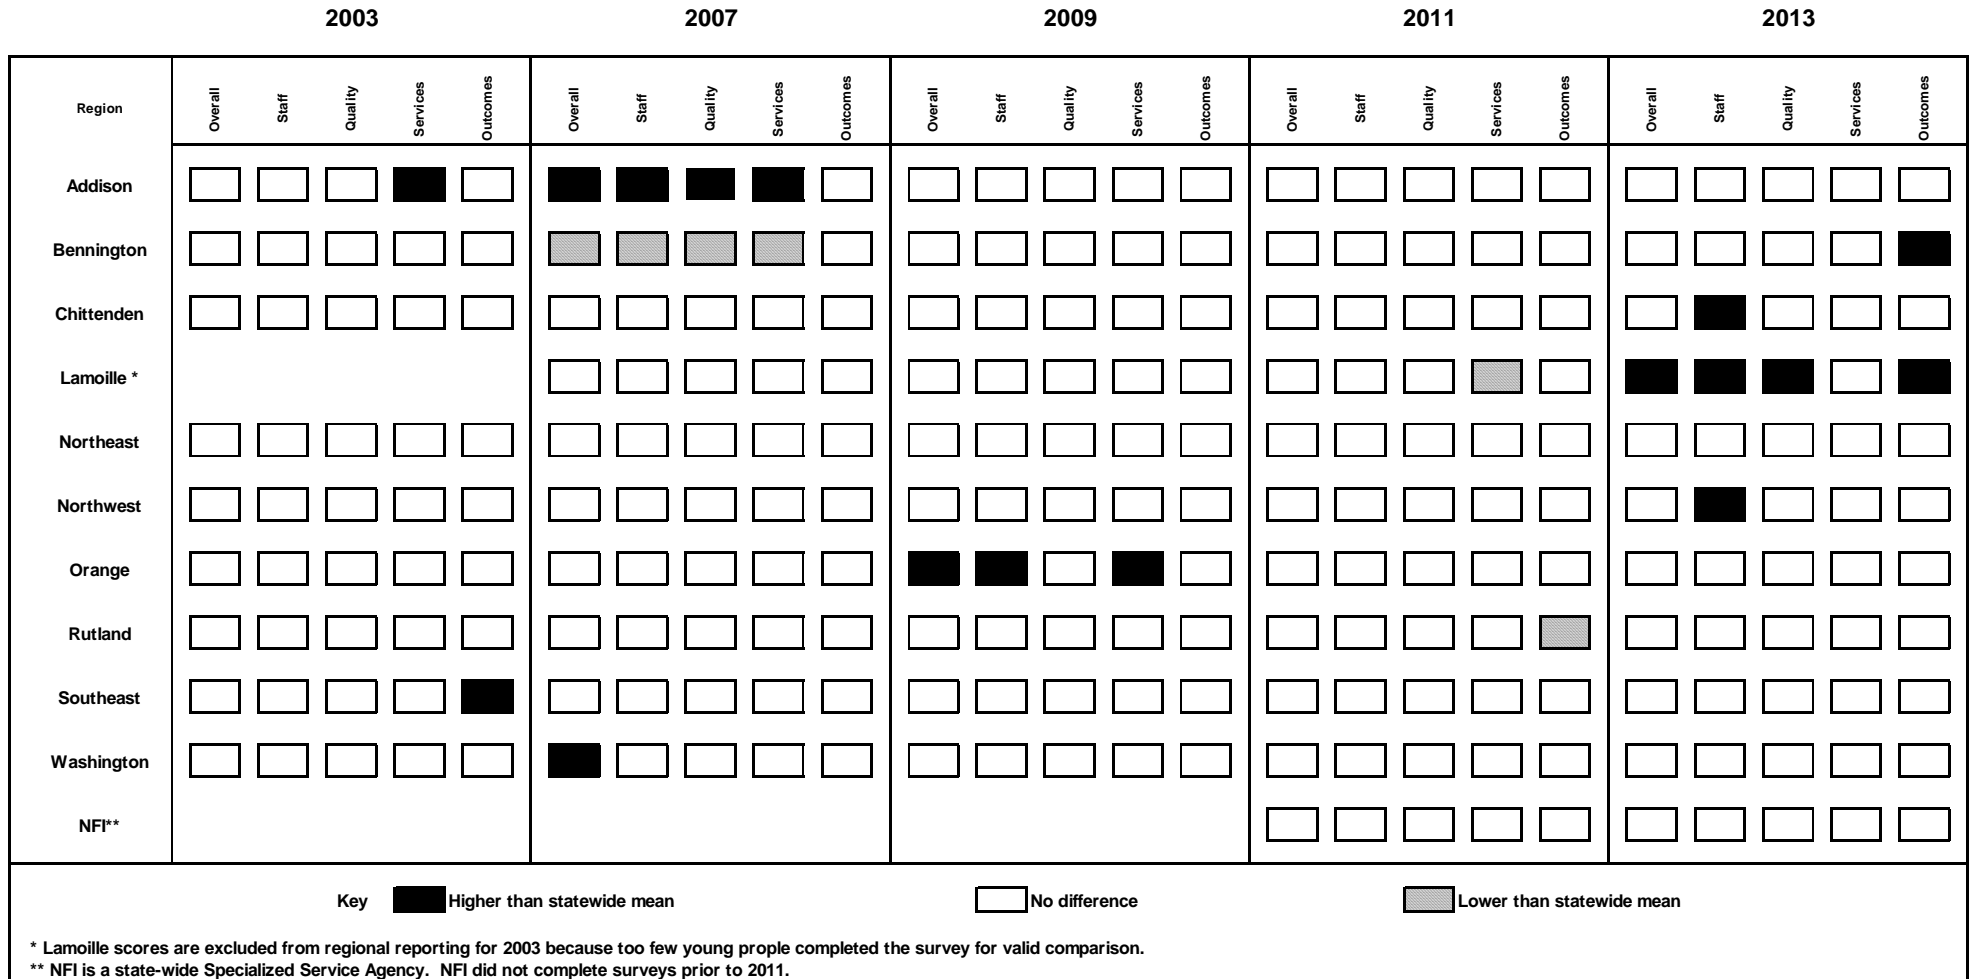 2003 2007 2009 2011 2013
Region Overall Staff Quality Services Outcomes Overall Staff Quality Services Outcomes Overall Staff Quality Services Outcomes Overall Staff Quality Services Outcomes Overall Staff Quality Services Outcomes
Addison
Bennington
Chittenden
Lamoille *
Northeast
Northwest
Orange
Rutland
Southeast
Washington
NFI**
Key Higher than statewide mean No difference Lower than statewide mean
* Lamoille scores are excluded from regional reporting for 2003 because too few young prople completed the survey for valid comparison.
** NFI is a state-wide Specialized Service Agency. NFI did not complete surveys prior to 2011.